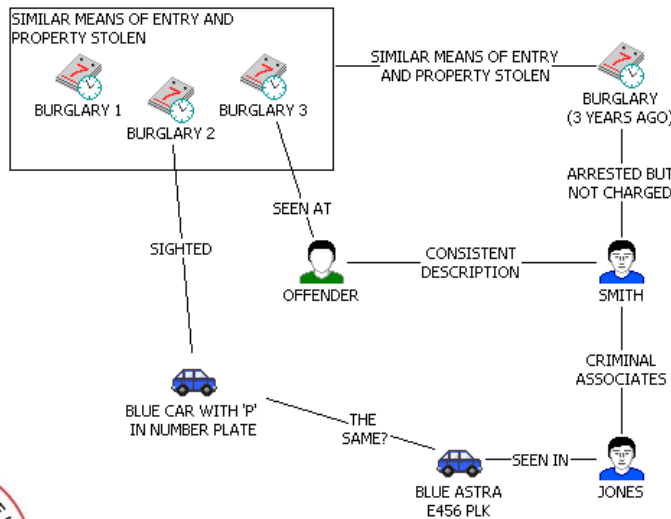 SIMILAR MEANS OF ENTRY AND
PROPERTY STOLEN
BURGLARY 1
BURGLARY 2
BURGLARY 3
SIMILAR MEANS OF ENTRY
AND PROPERTY STOLEN
BURGLARY
(3 YEARS AGO)
ARRESTED BUT
NOT CHARGED
SEEN AT
SIGHTED
OFFENDER
CONSISTENT
DESCRIPTION
SMITH
CRIMINAL
ASSOCIATES
BLUE CAR WITH 'P'
IN NUMBER PLATE
THE
SAME?
BLUE ASTRA
E456 PLK
SEEN IN
JONES